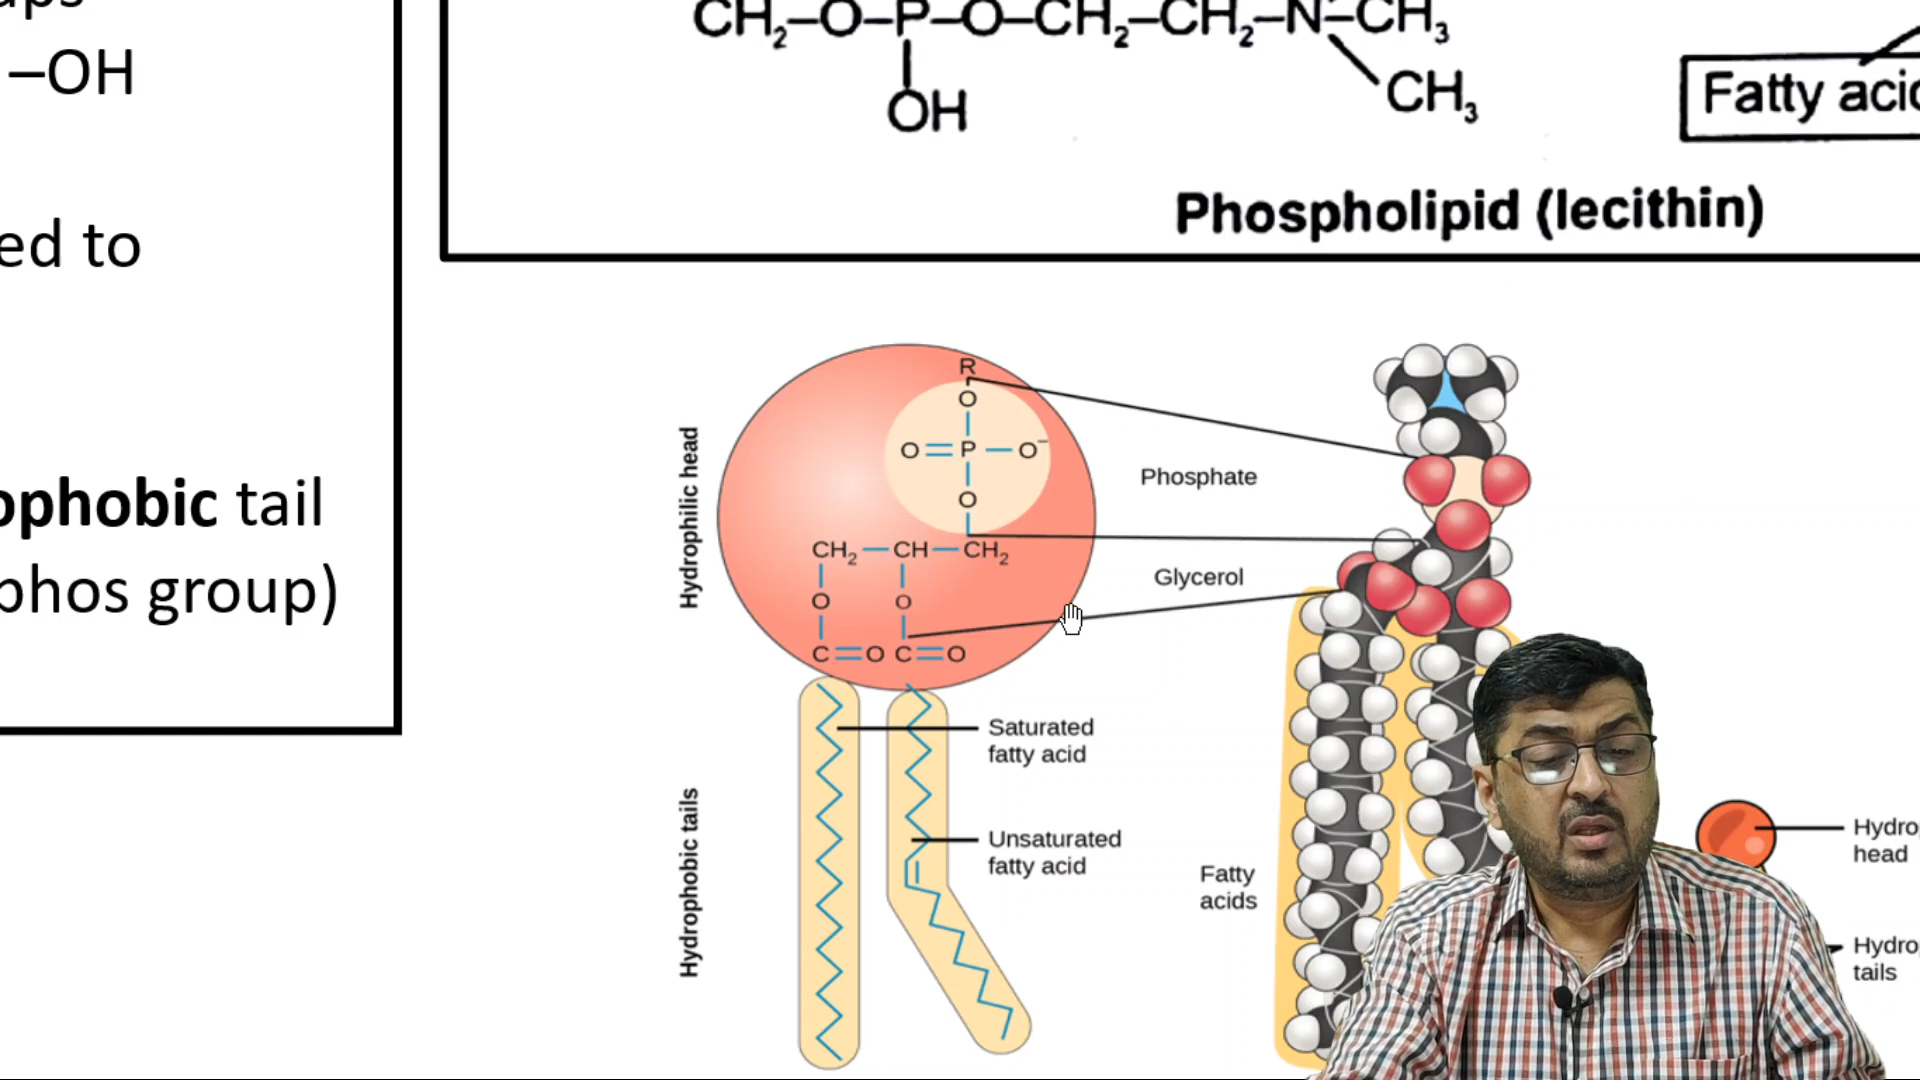 –OH
ed to
ophobic tail
phos group)
CH₂–O–P–O–CH₂–CH₂–N–CH₃
OH
CH₃
Fatty acid
Phospholipid (lecithin)
Hydrophilic head
R
O
O=P—O⁻
O
CH₂—CH—CH₂
O O
C=O C=O
Phosphate
Glycerol
Hydrophobic tails
Saturated
fatty acid
Unsaturated
fatty acid
Fatty
acids
Hydro
head
Hydro
tails